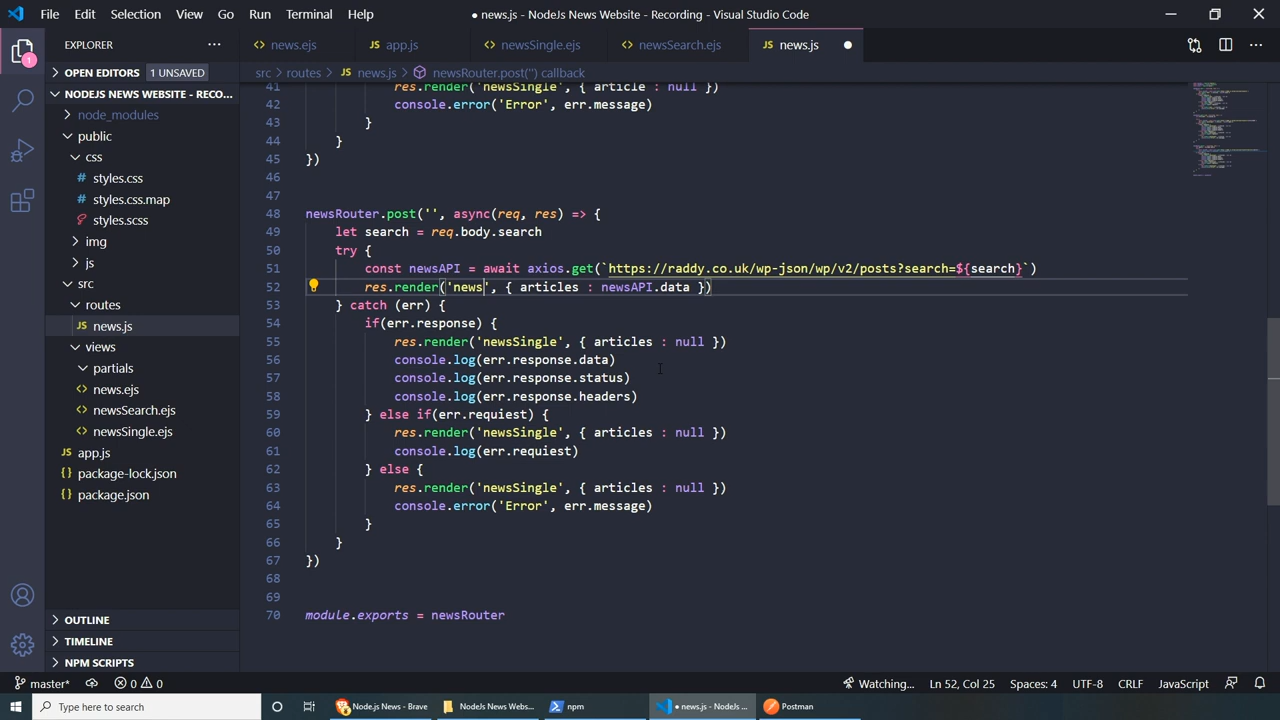 File Edit Selection View Go Run Terminal Help
● news.js - NodeJs News Website - Recording - Visual Studio Code
EXPLORER
news.ejs
JS app.js
newsSingle.ejs
newsSearch.ejs
JS news.js
OPEN EDITORS 1 UNSAVED
src > routes > JS news.js > newsRouter.post('') callback
NODEJS NEWS WEBSITE - RECO...
node_modules
public
css
# styles.css
# styles.css.map
styles.scss
img
js
src
routes
JS news.js
views
partials
news.ejs
newsSearch.ejs
newsSingle.ejs
JS app.js
{} package-lock.json
{} package.json
OUTLINE
TIMELINE
NPM SCRIPTS
1
41 res.render('newsSingle', { article : null })
42 console.error('Error', err.message)
43 }
44 }
45 })
46
47
48 newsRouter.post('', async(req, res) => {
49 let search = req.body.search
50 try {
51 const newsAPI = await axios.get(`https://raddy.co.uk/wp-json/wp/v2/posts?search=${search}`)
52 res.render('news', { articles : newsAPI.data })
53 } catch (err) {
54 if(err.response) {
55 res.render('newsSingle', { articles : null })
56 console.log(err.response.data)
57 console.log(err.response.status)
58 console.log(err.response.headers)
59 } else if(err.requiest) {
60 res.render('newsSingle', { articles : null })
61 console.log(err.requiest)
62 } else {
63 res.render('newsSingle', { articles : null })
64 console.error('Error', err.message)
65 }
66 }
67 })
68
69
70 module.exports = newsRouter
master* 0 0 Watching... Ln 52, Col 25 Spaces: 4 UTF-8 CRLF JavaScript
Type here to search
Node.js News - Brave
NodeJs News Webs...
npm
● news.js - NodeJs ...
Postman